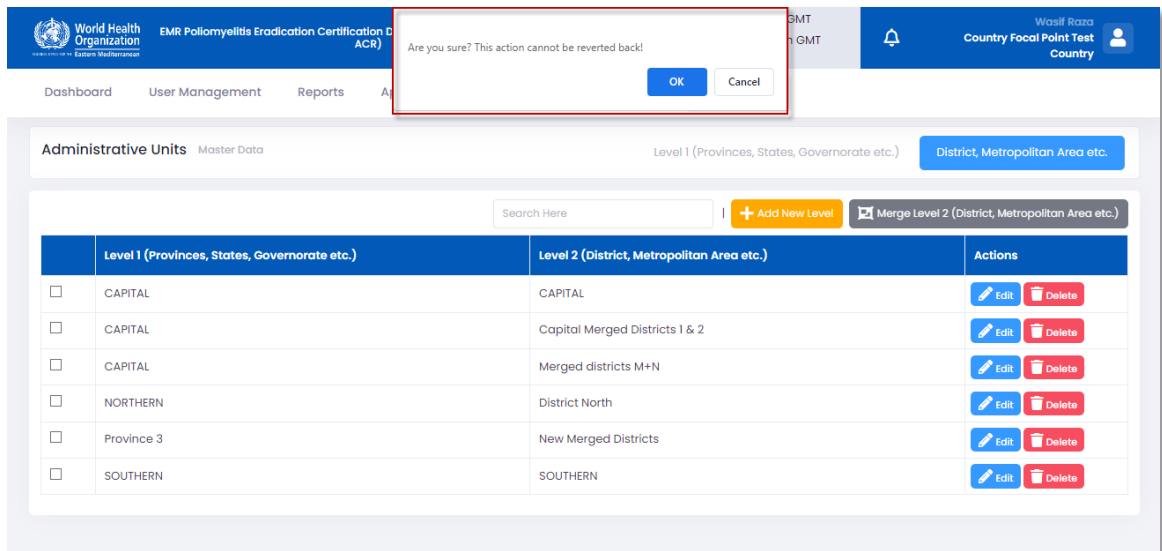 World Health
Organization
Eastern Mediterranean
EMR Poliomyelitis Eradication Certification D
ACR)
Are you sure? This action cannot be reverted back!
OK
Cancel
GMT
GMT
Wasif Raza
Country Focal Point Test
Country
Dashboard
User Management
Reports
Administrative Units Master Data
Level 1 (Provinces, States, Governorate etc.)
District, Metropolitan Area etc.
Search Here
| Add New Level
Merge Level 2 (District, Metropolitan Area etc.)
Level 1 (Provinces, States, Governorate etc.) Level 2 (District, Metropolitan Area etc.) Actions
CAPITAL CAPITAL Edit Delete
CAPITAL Capital Merged Districts 1 & 2 Edit Delete
CAPITAL Merged districts M+N Edit Delete
NORTHERN District North Edit Delete
Province 3 New Merged Districts Edit Delete
SOUTHERN SOUTHERN Edit Delete